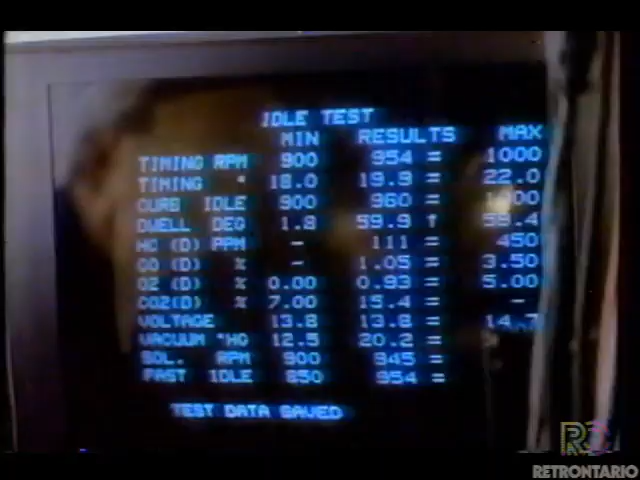 IDLE TEST
MIN RESULTS MAX
TIMING RPM 900 954 = 1000
TIMING ° 18.0 19.9 = 22.0
CURB IDLE 900 960 =
DWELL DEG 1.8 59.9 ↑ 59.4
HC (D) PPM - 111 = 450
CO (D) % - 1.05 = 3.50
O2 (D) % 0.00 0.93 = 5.00
CO2(D) % 7.00 15.4 = -
VOLTAGE 13.8 13.8 =
VACUUM "HG 12.5 20.2 =
SOL. RPM 900 945 =
FAST IDLE 850 954 =
TEST DATA SAVED
RETRONTARIO